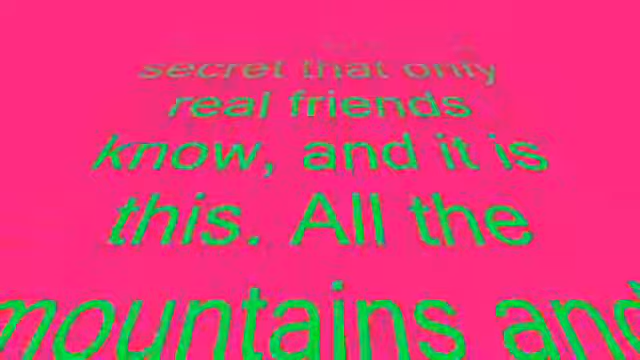 secret that only
real friends
know, and it is
this. All the
mountains and